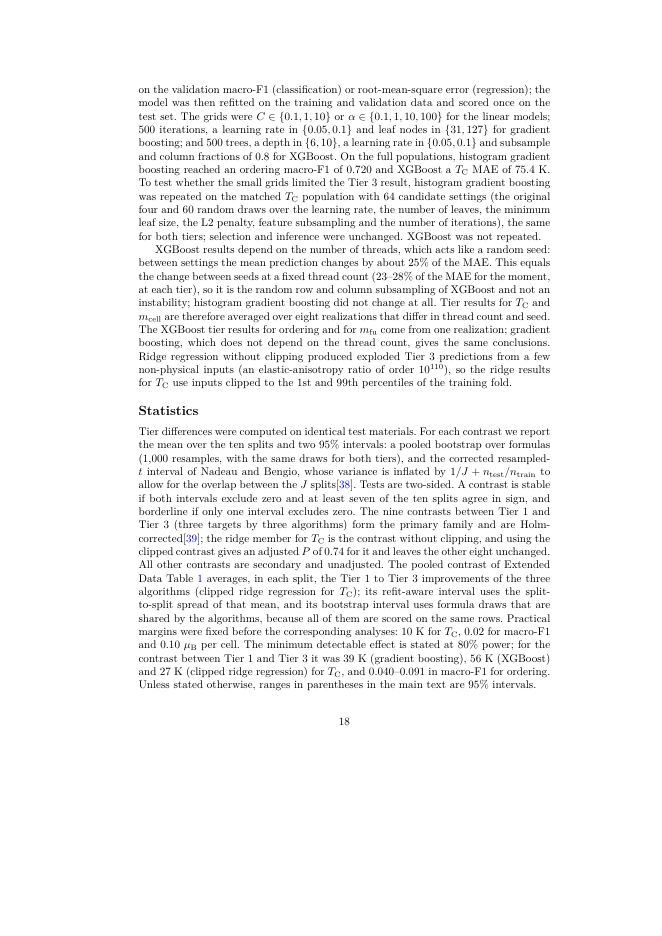 on the validation macro-F1 (classification) or root-mean-square error (regression); the
model was then refitted on the training and validation data and scored once on the
test set. The grids were C ∈ {0.1, 1, 10} or α ∈ {0.1, 1, 10, 100} for the linear models;
500 iterations, a learning rate in {0.05, 0.1} and leaf nodes in {31, 127} for gradient
boosting; and 500 trees, a depth in {6, 10}, a learning rate in {0.05, 0.1} and subsample
and column fractions of 0.8 for XGBoost. On the full populations, histogram gradient
boosting reached an ordering macro-F1 of 0.720 and XGBoost a T_C MAE of 75.4 K.
To test whether the small grids limited the Tier 3 result, histogram gradient boosting
was repeated on the matched T_C population with 64 candidate settings (the original
four and 60 random draws over the learning rate, the number of leaves, the minimum
leaf size, the L2 penalty, feature subsampling and the number of iterations), the same
for both tiers; selection and inference were unchanged. XGBoost was not repeated.
XGBoost results depend on the number of threads, which acts like a random seed:
between settings the mean prediction changes by about 25% of the MAE. This equals
the change between seeds at a fixed thread count (23–28% of the MAE for the moment,
at each tier), so it is the random row and column subsampling of XGBoost and not an
instability; histogram gradient boosting did not change at all. Tier results for T_C and
m_cell are therefore averaged over eight realizations that differ in thread count and seed.
The XGBoost tier results for ordering and for m_fu come from one realization; gradient
boosting, which does not depend on the thread count, gives the same conclusions.
Ridge regression without clipping produced exploded Tier 3 predictions from a few
non-physical inputs (an elastic-anisotropy ratio of order 10^110), so the ridge results
for T_C use inputs clipped to the 1st and 99th percentiles of the training fold.
Statistics
Tier differences were computed on identical test materials. For each contrast we report
the mean over the ten splits and two 95% intervals: a pooled bootstrap over formulas
(1,000 resamples, with the same draws for both tiers), and the corrected resampled-
t interval of Nadeau and Bengio, whose variance is inflated by 1/J + n_test/n_train to
allow for the overlap between the J splits[38]. Tests are two-sided. A contrast is stable
if both intervals exclude zero and at least seven of the ten splits agree in sign, and
borderline if only one interval excludes zero. The nine contrasts between Tier 1 and
Tier 3 (three targets by three algorithms) form the primary family and are Holm-
corrected[39]; the ridge member for T_C is the contrast without clipping, and using the
clipped contrast gives an adjusted P of 0.74 for it and leaves the other eight unchanged.
All other contrasts are secondary and unadjusted. The pooled contrast of Extended
Data Table 1 averages, in each split, the Tier 1 to Tier 3 improvements of the three
algorithms (clipped ridge regression for T_C); its refit-aware interval uses the split-
to-split spread of that mean, and its bootstrap interval uses formula draws that are
shared by the algorithms, because all of them are scored on the same rows. Practical
margins were fixed before the corresponding analyses: 10 K for T_C, 0.02 for macro-F1
and 0.10 μ_B per cell. The minimum detectable effect is stated at 80% power; for the
contrast between Tier 1 and Tier 3 it was 39 K (gradient boosting), 56 K (XGBoost)
and 27 K (clipped ridge regression) for T_C, and 0.040–0.091 in macro-F1 for ordering.
Unless stated otherwise, ranges in parentheses in the main text are 95% intervals.
18